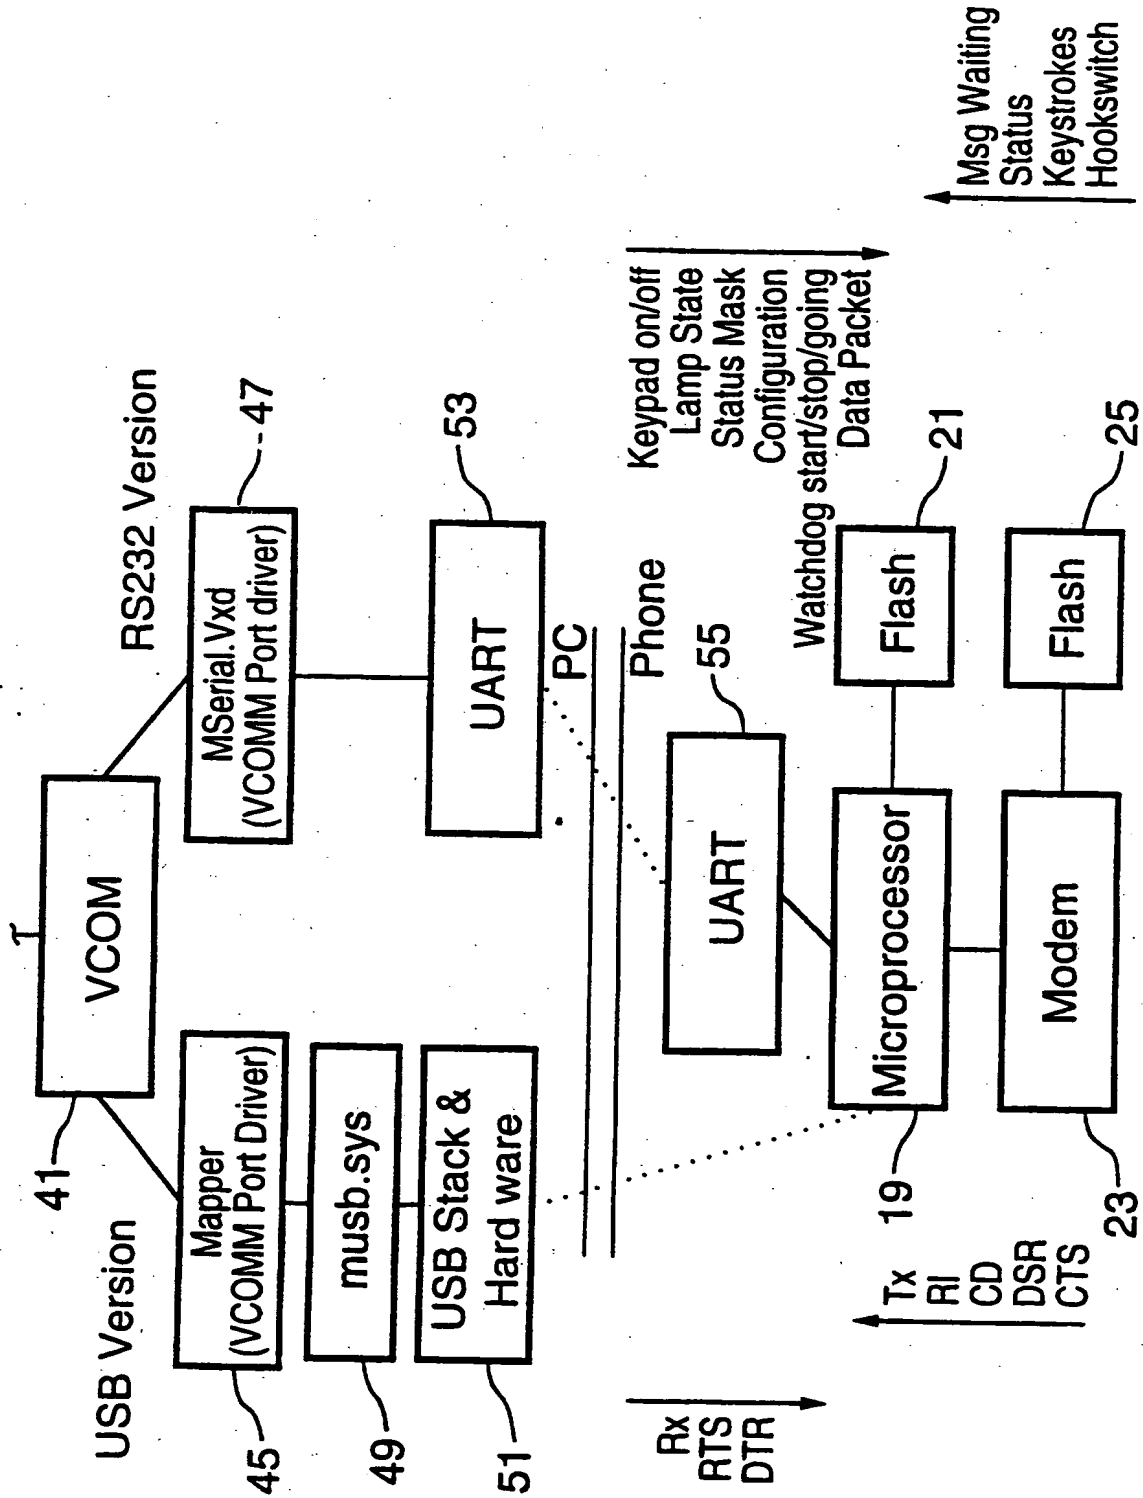 VCOM
41
USB Version
RS232 Version
Mapper
(VCOMM Port Driver)
45
MSerial.Vxd
(VCOMM Port driver)
47
musb.sys
49
USB Stack &
Hard ware
51
UART
53
PC
Phone
Rx
RTS
DTR
UART
55
Keypad on/off
Lamp State
Status Mask
Configuration
Watchdog start/stop/going
Data Packet
Microprocessor
19
Flash
21
Tx
RI
CD
DSR
CTS
Modem
23
Flash
25
Msg Waiting
Status
Keystrokes
Hookswitch